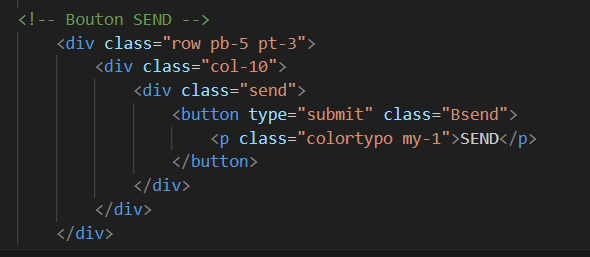 <!-- Bouton SEND -->
<div class="row pb-5 pt-3">
<div class="col-10">
<div class="send">
<button type="submit" class="Bsend">
<p class="colortypo my-1">SEND</p>
</button>
</div>
</div>
</div>